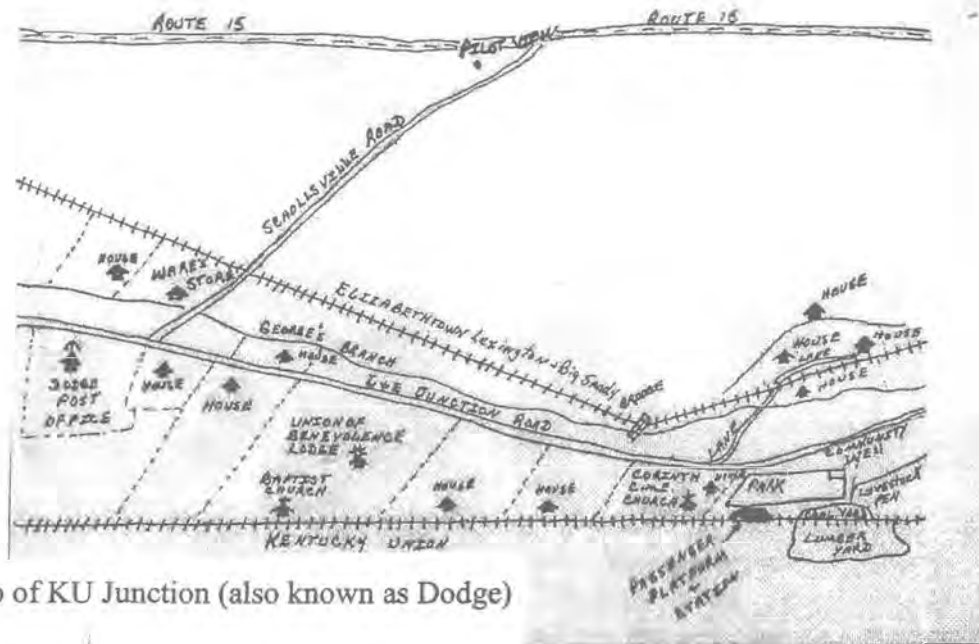 ROUTE 15
ROUTE 15
PILOT VIEW
SCHOLLSVILLE ROAD
HOUSE
WARE'S
STORE
ELIZABETHTOWN LEXINGTON-BIG SANDY
BRIDGE
GEORGE'S
BRANCH
HOUSE
L & E JUNCTION ROAD
HOUSE
HOUSE
HOUSE
HOUSE
LANE
LANE
DODGE
POST
OFFICE
HOUSE
HOUSE
UNION OF
BENEVOLENCE
LODGE
BAPTIST
CHURCH
HOUSE
HOUSE
CORINTH
CME
CHURCH
PARK
COMMUNITY
WELL
LIVESTOCK
PEN
COAL YARD
LUMBER
YARD
KENTUCKY UNION
PASSENGER
PLATFORM
STATION
of KU Junction (also known as Dodge)